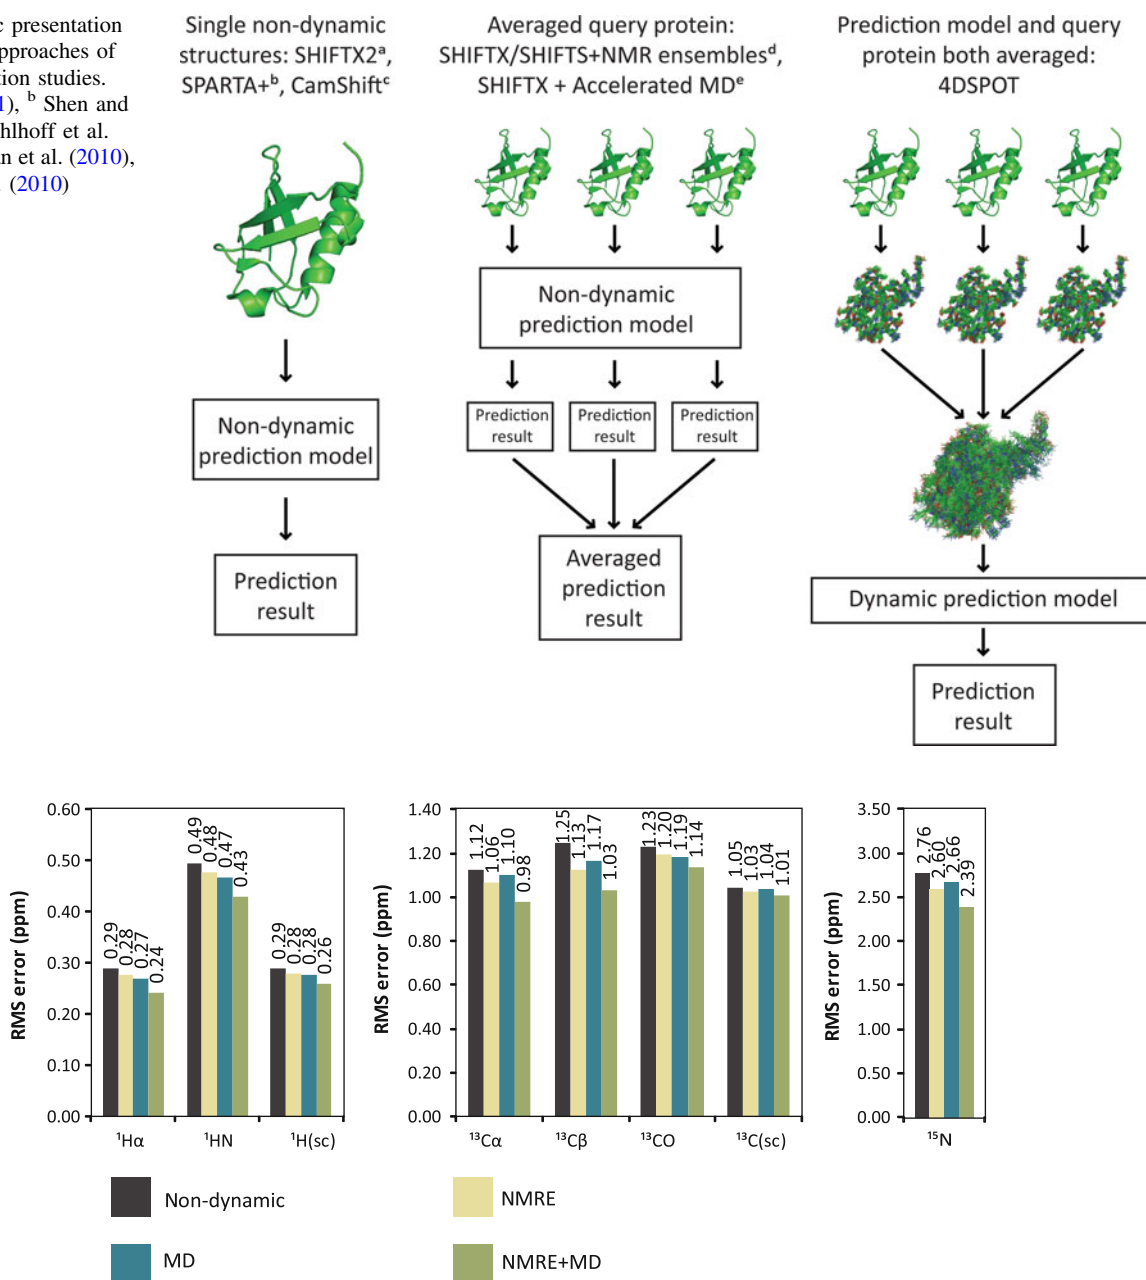 c presentation
pproaches of
tion studies.
1), ᵇ Shen and
hlhoff et al.
an et al. (2010),
. (2010)
Single non-dynamic
structures: SHIFTX2ᵃ,
SPARTA+ᵇ, CamShiftᶜ
Non-dynamic
prediction model
Prediction
result
Averaged query protein:
SHIFTX/SHIFTS+NMR ensemblesᵈ,
SHIFTX + Accelerated MDᵉ
Non-dynamic
prediction model
Prediction
result
Prediction
result
Prediction
result
Averaged
prediction
result
Prediction model and query
protein both averaged:
4DSPOT
Dynamic prediction model
Prediction
result
RMS error (ppm)
0.60
0.50
0.40
0.30
0.20
0.10
0.00
0.29
0.28
0.27
0.24
0.49
0.48
0.47
0.43
0.29
0.28
0.28
0.26
¹Hα
¹HN
¹H(sc)
RMS error (ppm)
1.40
1.20
1.00
0.80
0.60
0.40
0.20
0.00
1.12
1.06
1.10
0.98
1.25
1.13
1.17
1.03
1.23
1.20
1.19
1.14
1.05
1.03
1.04
1.01
¹³Cα
¹³Cβ
¹³CO
¹³C(sc)
RMS error (ppm)
3.50
3.00
2.50
2.00
1.50
1.00
0.50
0.00
2.76
2.60
2.66
2.39
¹⁵N
Non-dynamic
NMRE
MD
NMRE+MD